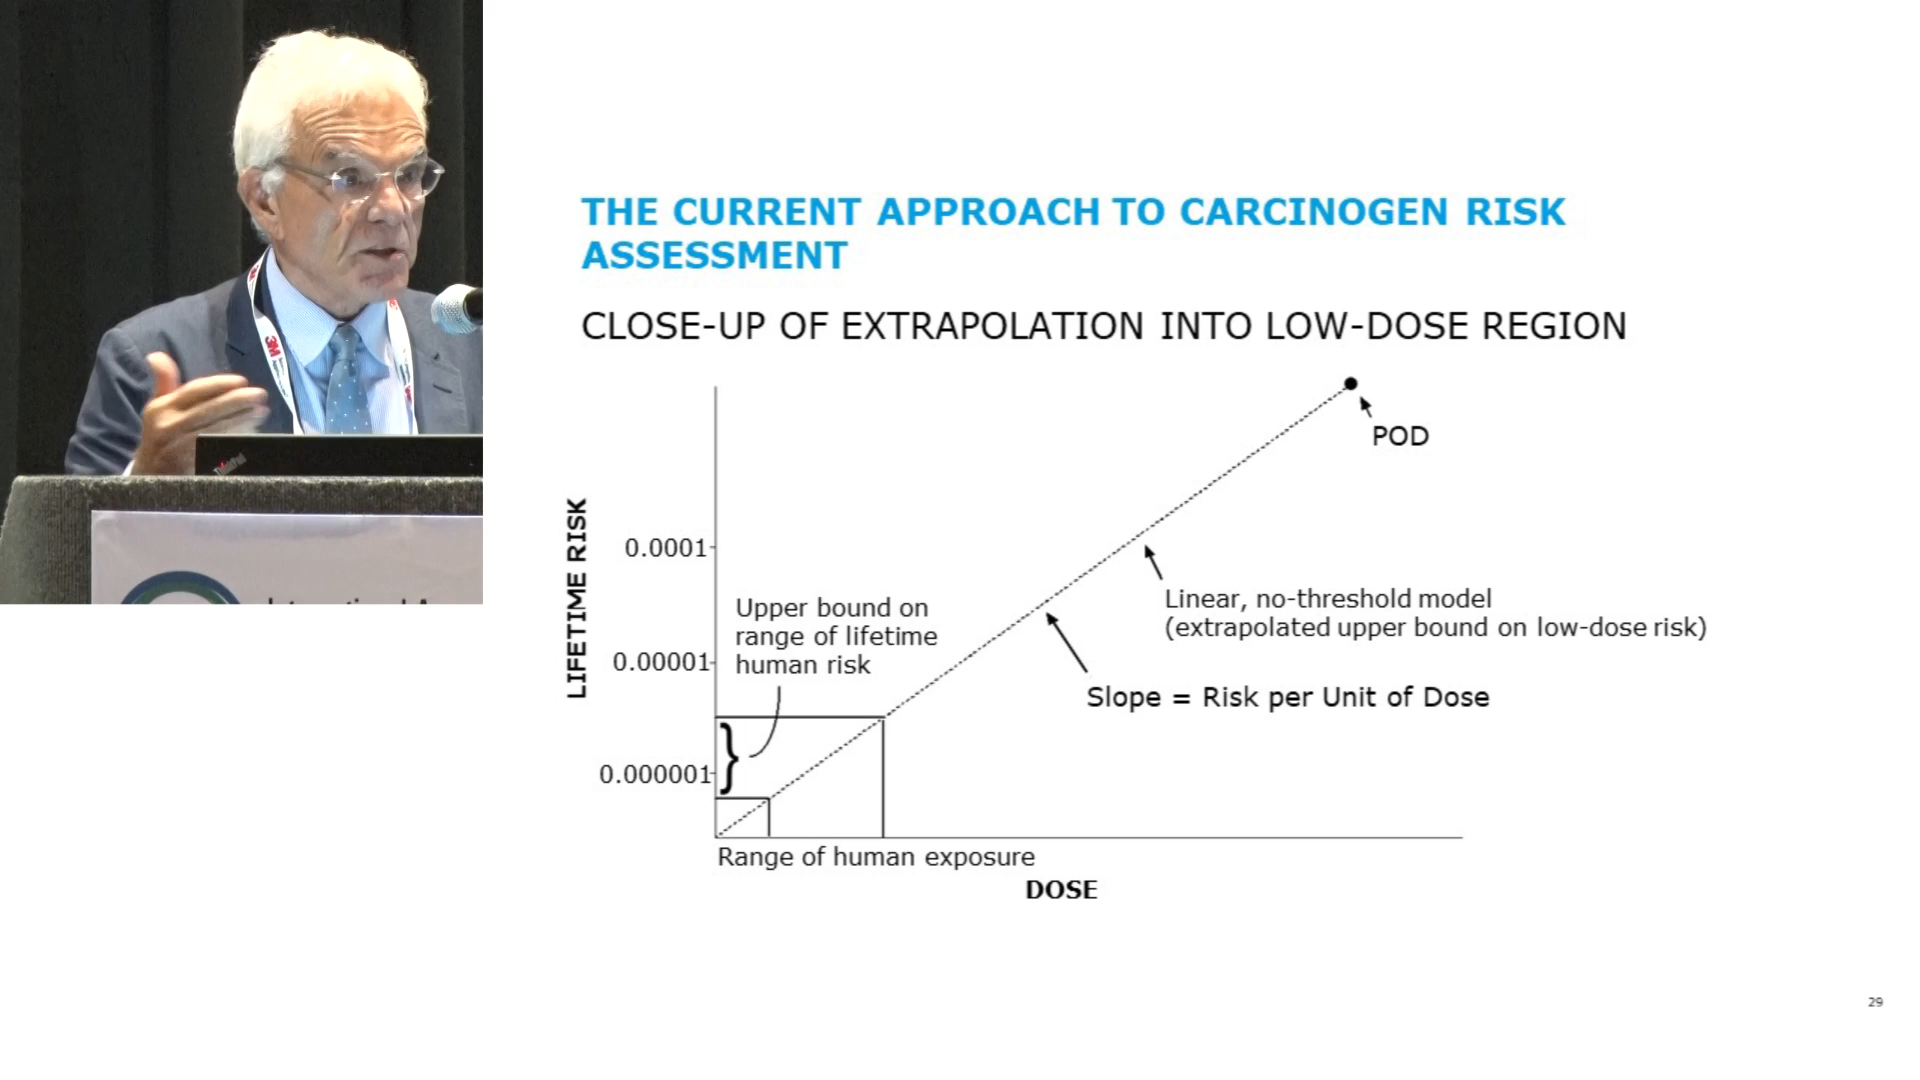 THE CURRENT APPROACH TO CARCINOGEN RISK
ASSESSMENT
CLOSE-UP OF EXTRAPOLATION INTO LOW-DOSE REGION
POD
LIFETIME RISK
0.0001
0.00001
0.000001
Upper bound on
range of lifetime
human risk
Linear, no-threshold model
(extrapolated upper bound on low-dose risk)
Slope = Risk per Unit of Dose
Range of human exposure
DOSE
29
3M
ThinkPad